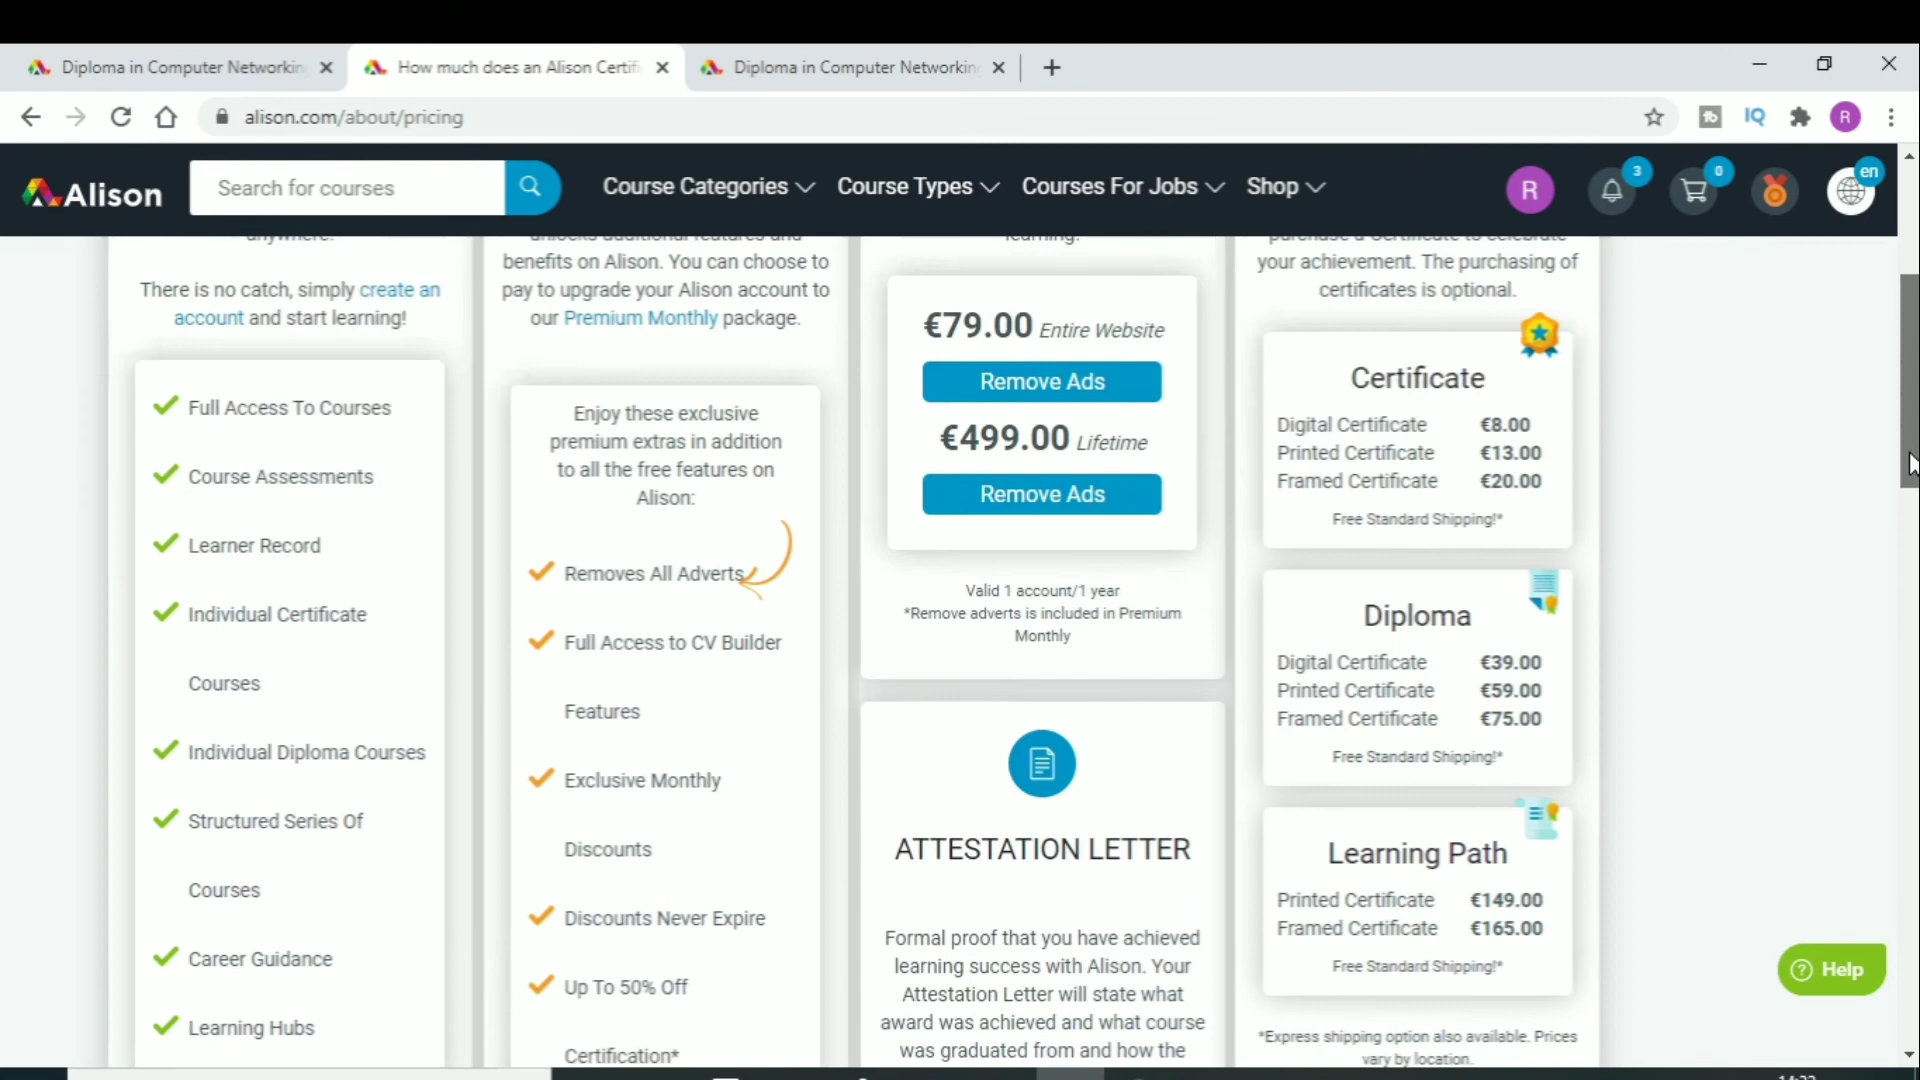 Diploma in Computer Networkin
How much does an Alison Certifi
Diploma in Computer Networkin
alison.com/about/pricing
R
Alison
Search for courses
Course Categories
Course Types
Courses For Jobs
Shop
R
3
0
en
anywhere.
There is no catch, simply create an
account and start learning!
Full Access To Courses
Course Assessments
Learner Record
Individual Certificate
Courses
Individual Diploma Courses
Structured Series Of
Courses
Career Guidance
Learning Hubs
unlocks additional features and
benefits on Alison. You can choose to
pay to upgrade your Alison account to
our Premium Monthly package.
Enjoy these exclusive
premium extras in addition
to all the free features on
Alison:
Removes All Adverts
Full Access to CV Builder
Features
Exclusive Monthly
Discounts
Discounts Never Expire
Up To 50% Off
Certification*
learning.
€79.00 Entire Website
Remove Ads
€499.00 Lifetime
Remove Ads
Valid 1 account/1 year
*Remove adverts is included in Premium
Monthly
ATTESTATION LETTER
Formal proof that you have achieved
learning success with Alison. Your
Attestation Letter will state what
award was achieved and what course
was graduated from and how the
purchase a Certificate to celebrate
your achievement. The purchasing of
certificates is optional.
Certificate
Digital Certificate €8.00
Printed Certificate €13.00
Framed Certificate €20.00
Free Standard Shipping!*
Diploma
Digital Certificate €39.00
Printed Certificate €59.00
Framed Certificate €75.00
Free Standard Shipping!*
Learning Path
Printed Certificate €149.00
Framed Certificate €165.00
Free Standard Shipping!*
*Express shipping option also available. Prices
vary by location.
Help